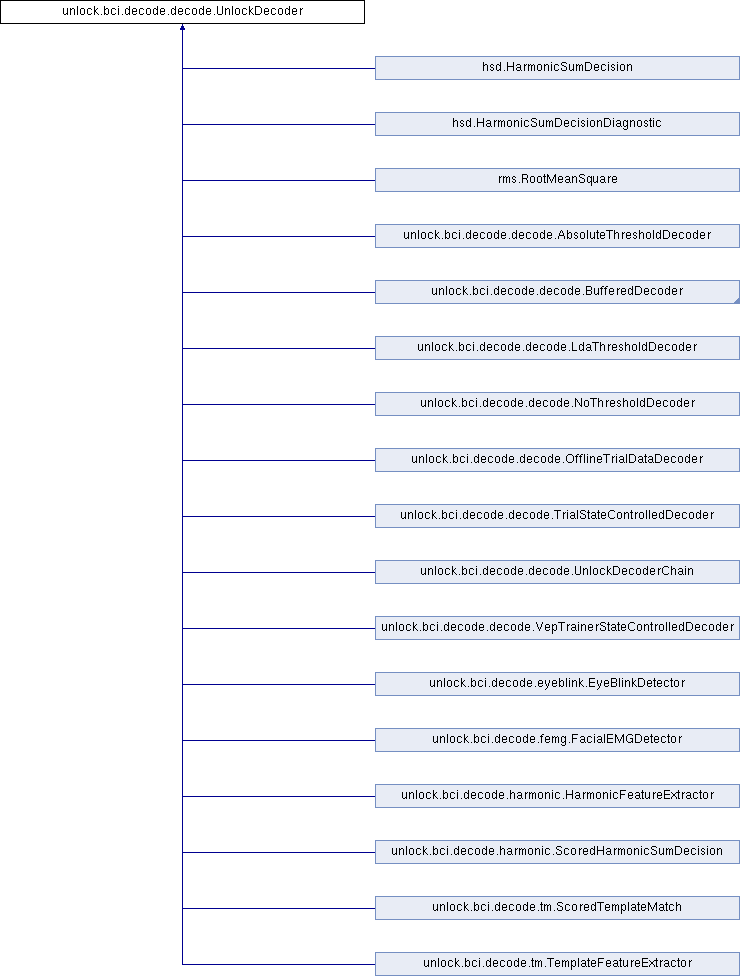 unlock.bci.decode.decode.UnlockDecoder
hsd.HarmonicSumDecision
hsd.HarmonicSumDecisionDiagnostic
rms.RootMeanSquare
unlock.bci.decode.decode.AbsoluteThresholdDecoder
unlock.bci.decode.decode.BufferedDecoder
unlock.bci.decode.decode.LdaThresholdDecoder
unlock.bci.decode.decode.NoThresholdDecoder
unlock.bci.decode.decode.OfflineTrialDataDecoder
unlock.bci.decode.decode.TrialStateControlledDecoder
unlock.bci.decode.decode.UnlockDecoderChain
unlock.bci.decode.decode.VepTrainerStateControlledDecoder
unlock.bci.decode.eyeblink.EyeBlinkDetector
unlock.bci.decode.femg.FacialEMGDetector
unlock.bci.decode.harmonic.HarmonicFeatureExtractor
unlock.bci.decode.harmonic.ScoredHarmonicSumDecision
unlock.bci.decode.tm.ScoredTemplateMatch
unlock.bci.decode.tm.TemplateFeatureExtractor